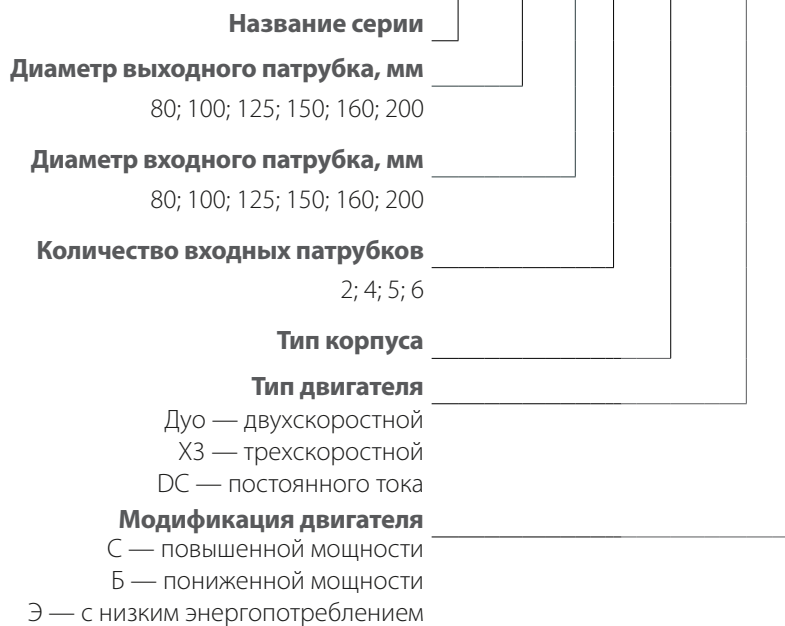 Название серии
Диаметр выходного патрубка, мм
80; 100; 125; 150; 160; 200
Диаметр входного патрубка, мм
80; 100; 125; 150; 160; 200
Количество входных патрубков
2; 4; 5; 6
Тип корпуса
Тип двигателя
Дуо — двухскоростной
Х3 — трехскоростной
DC — постоянного тока
Модификация двигателя
С — повышенной мощности
Б — пониженной мощности
Э — с низким энергопотреблением